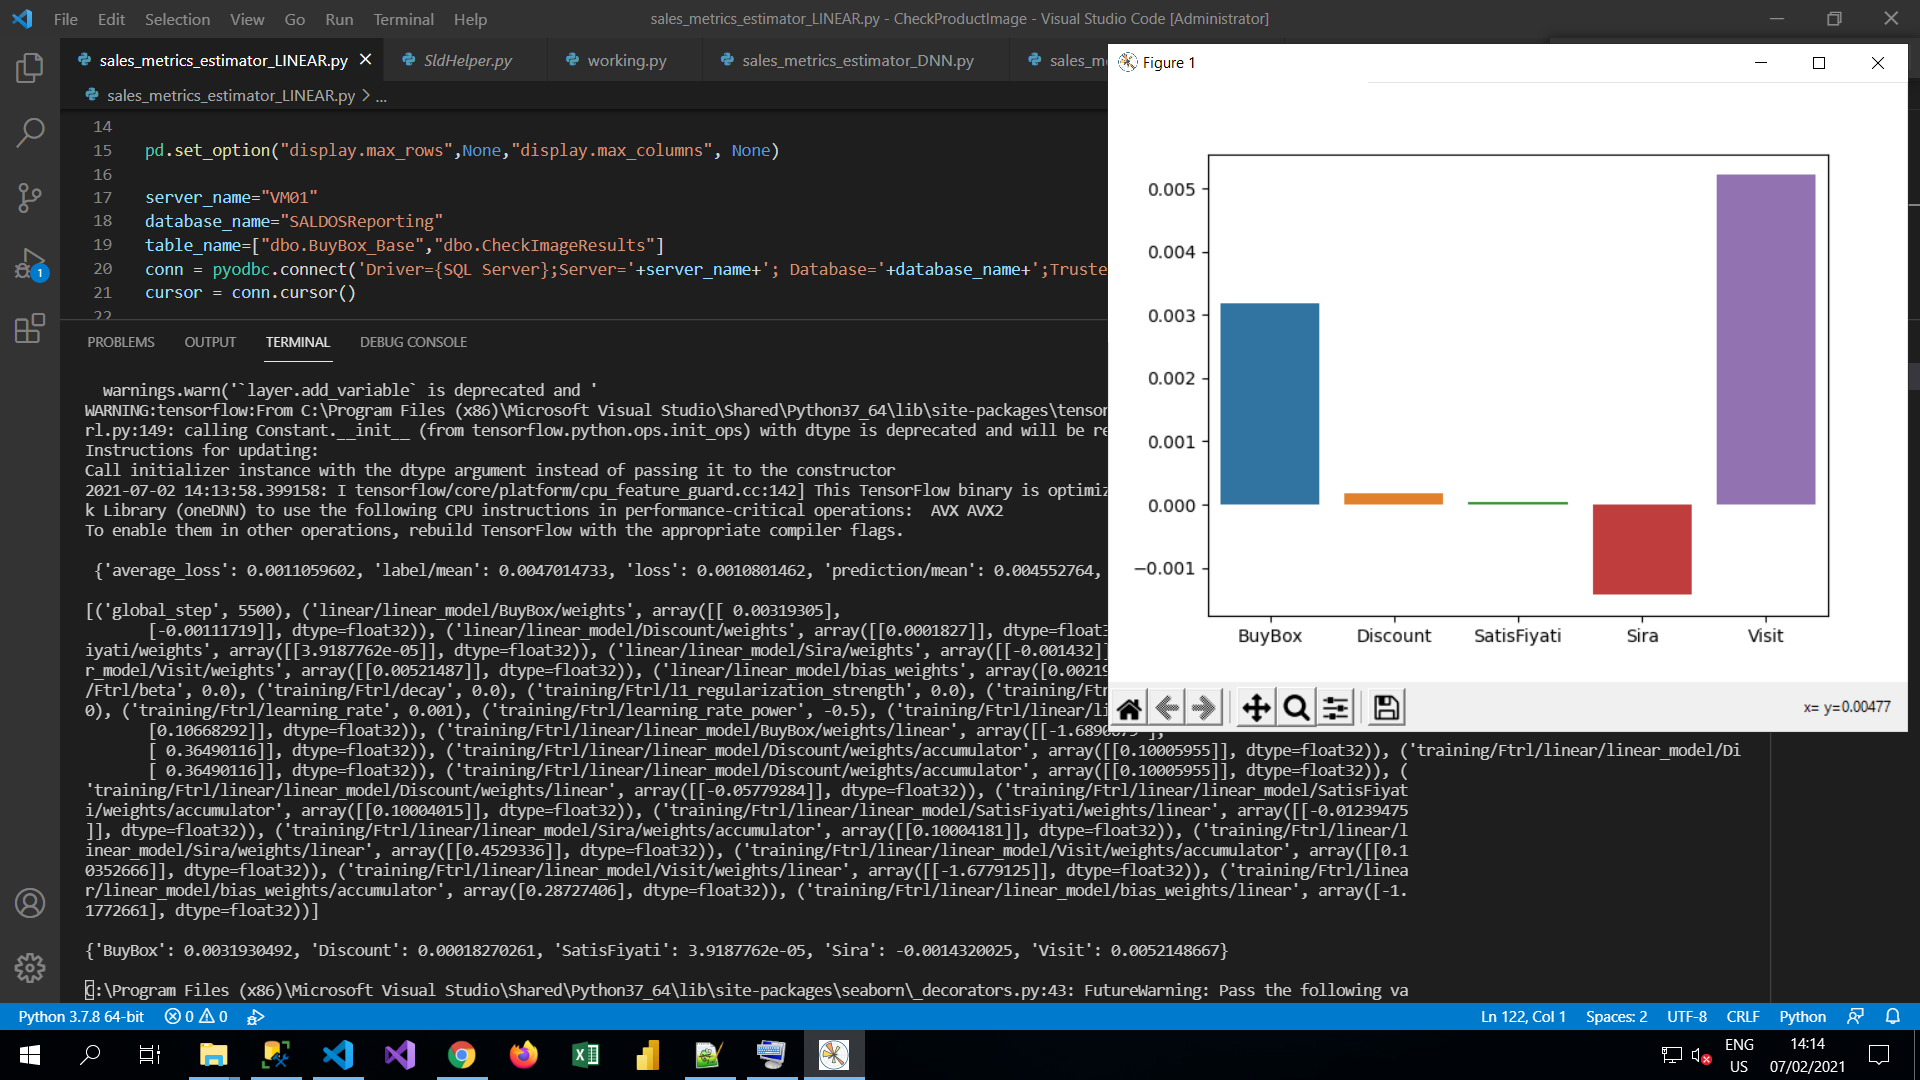 File Edit Selection View Go Run Terminal Help
sales_metrics_estimator_LINEAR.py - CheckProductImage - Visual Studio Code [Administrator]
sales_metrics_estimator_LINEAR.py SldHelper.py working.py sales_metrics_estimator_DNN.py sales_m
sales_metrics_estimator_LINEAR.py > ...
14
15 pd.set_option("display.max_rows",None,"display.max_columns", None)
16
17 server_name="VM01"
18 database_name="SALDOSReporting"
19 table_name=["dbo.BuyBox_Base","dbo.CheckImageResults"]
20 conn = pyodbc.connect('Driver={SQL Server};Server='+server_name+'; Database='+database_name+';Truste
21 cursor = conn.cursor()
22
1
PROBLEMS OUTPUT TERMINAL DEBUG CONSOLE
warnings.warn('`layer.add_variable` is deprecated and '
WARNING:tensorflow:From C:\Program Files (x86)\Microsoft Visual Studio\Shared\Python37_64\lib\site-packages\tensor
rl.py:149: calling Constant.__init__ (from tensorflow.python.ops.init_ops) with dtype is deprecated and will be re
Instructions for updating:
Call initializer instance with the dtype argument instead of passing it to the constructor
2021-07-02 14:13:58.399158: I tensorflow/core/platform/cpu_feature_guard.cc:142] This TensorFlow binary is optimiz
k Library (oneDNN) to use the following CPU instructions in performance-critical operations:  AVX AVX2
To enable them in other operations, rebuild TensorFlow with the appropriate compiler flags.
{'average_loss': 0.0011059602, 'label/mean': 0.0047014733, 'loss': 0.0010801462, 'prediction/mean': 0.004552764,
[('global_step', 5500), ('linear/linear_model/BuyBox/weights', array([[ 0.00319305],
[-0.00111719]], dtype=float32)), ('linear/linear_model/Discount/weights', array([[0.0001827]], dtype=float3
iyati/weights', array([[3.9187762e-05]], dtype=float32)), ('linear/linear_model/Sira/weights', array([[-0.001432]]
r_model/Visit/weights', array([[0.00521487]], dtype=float32)), ('linear/linear_model/bias_weights', array([0.00219
/Ftrl/beta', 0.0), ('training/Ftrl/decay', 0.0), ('training/Ftrl/l1_regularization_strength', 0.0), ('training/Ftr
0), ('training/Ftrl/learning_rate', 0.001), ('training/Ftrl/learning_rate_power', -0.5), ('training/Ftrl/linear/li
[0.10668292]], dtype=float32)), ('training/Ftrl/linear/linear_model/BuyBox/weights/linear', array([[-1.6890
[ 0.36490116]], dtype=float32)), ('training/Ftrl/linear/linear_model/Discount/weights/accumulator', array([[0.10005955]], dtype=float32)), ('training/Ftrl/linear/linear_model/Di
[ 0.36490116]], dtype=float32)), ('training/Ftrl/linear/linear_model/Discount/weights/accumulator', array([[0.10005955]], dtype=float32)), (
'training/Ftrl/linear/linear_model/Discount/weights/linear', array([[-0.05779284]], dtype=float32)), ('training/Ftrl/linear/linear_model/SatisFiyat
i/weights/accumulator', array([[0.10004015]], dtype=float32)), ('training/Ftrl/linear/linear_model/SatisFiyati/weights/linear', array([[-0.01239475
]], dtype=float32)), ('training/Ftrl/linear/linear_model/Sira/weights/accumulator', array([[0.10004181]], dtype=float32)), ('training/Ftrl/linear/l
inear_model/Sira/weights/linear', array([[0.4529336]], dtype=float32)), ('training/Ftrl/linear/linear_model/Visit/weights/accumulator', array([[0.1
0352666]], dtype=float32)), ('training/Ftrl/linear/linear_model/Visit/weights/linear', array([[-1.6779125]], dtype=float32)), ('training/Ftrl/linea
r/linear_model/bias_weights/accumulator', array([0.28727406], dtype=float32)), ('training/Ftrl/linear/linear_model/bias_weights/linear', array([-1.
1772661], dtype=float32))]
{'BuyBox': 0.0031930492, 'Discount': 0.00018270261, 'SatisFiyati': 3.9187762e-05, 'Sira': -0.0014320025, 'Visit': 0.0052148667}
C:\Program Files (x86)\Microsoft Visual Studio\Shared\Python37_64\lib\site-packages\seaborn\_decorators.py:43: FutureWarning: Pass the following va
Figure 1
0.005
0.004
0.003
0.002
0.001
0.000
−0.001
BuyBox Discount SatisFiyati Sira Visit
x= y=0.00477
Python 3.7.8 64-bit 0 0 Ln 122, Col 1 Spaces: 2 UTF-8 CRLF Python
ENG
US
14:14
07/02/2021